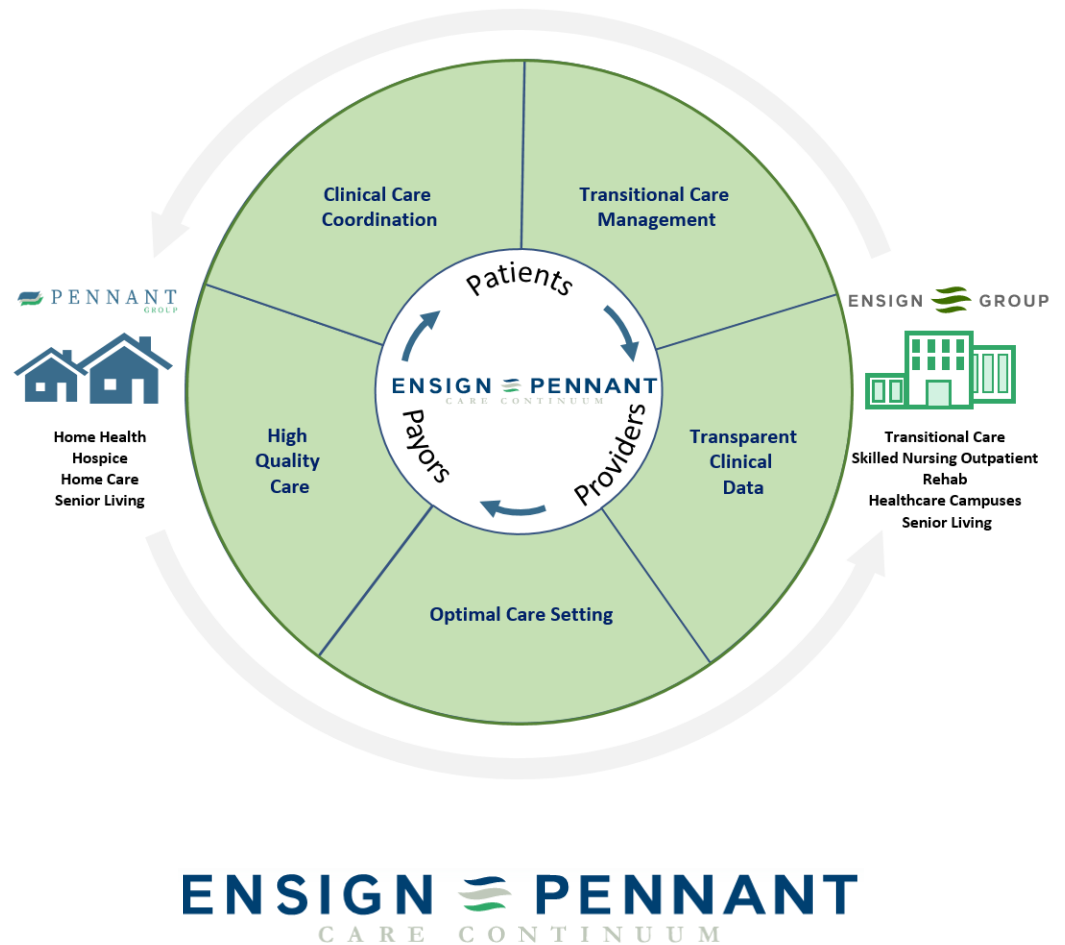 Clinical Care
Coordination
Transitional Care
Management
Patients
PENNANT
GROUP
ENSIGN GROUP
ENSIGN PENNANT
CARE CONTINUUM
Payors
Providers
Home Health
Hospice
Home Care
Senior Living
High
Quality
Care
Transparent
Clinical
Data
Transitional Care
Skilled Nursing Outpatient
Rehab
Healthcare Campuses
Senior Living
Optimal Care Setting
ENSIGN PENNANT
CARE CONTINUUM